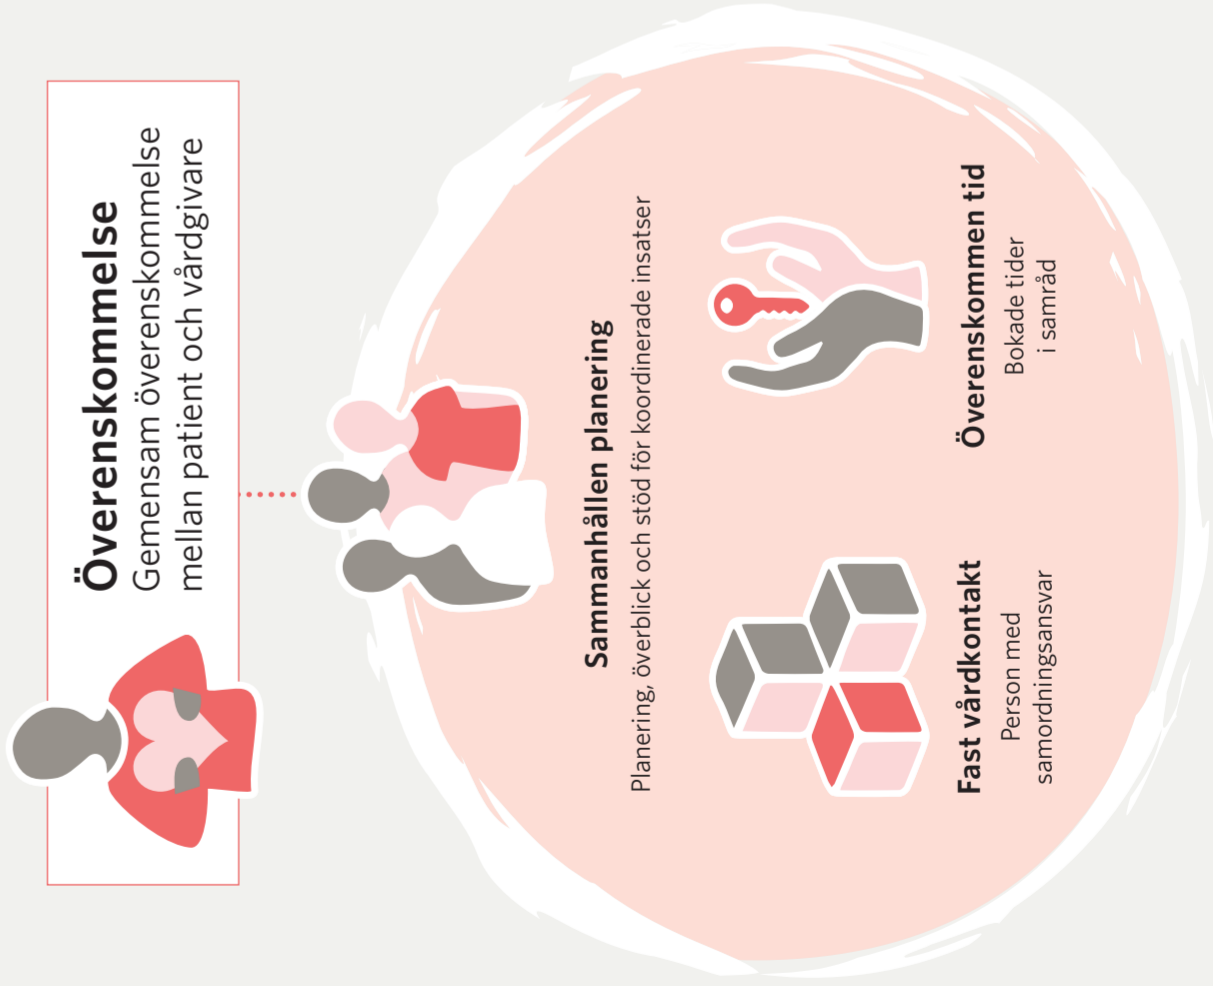 Överenskommelse
Gemensam överenskommelse
mellan patient och vårdgivare
Sammanhållen planering
Planering, överblick och stöd för koordinerade insatser
Fast vårdkontakt
Person med
samordningsansvar
Överenskommen tid
Bokade tider
i samråd